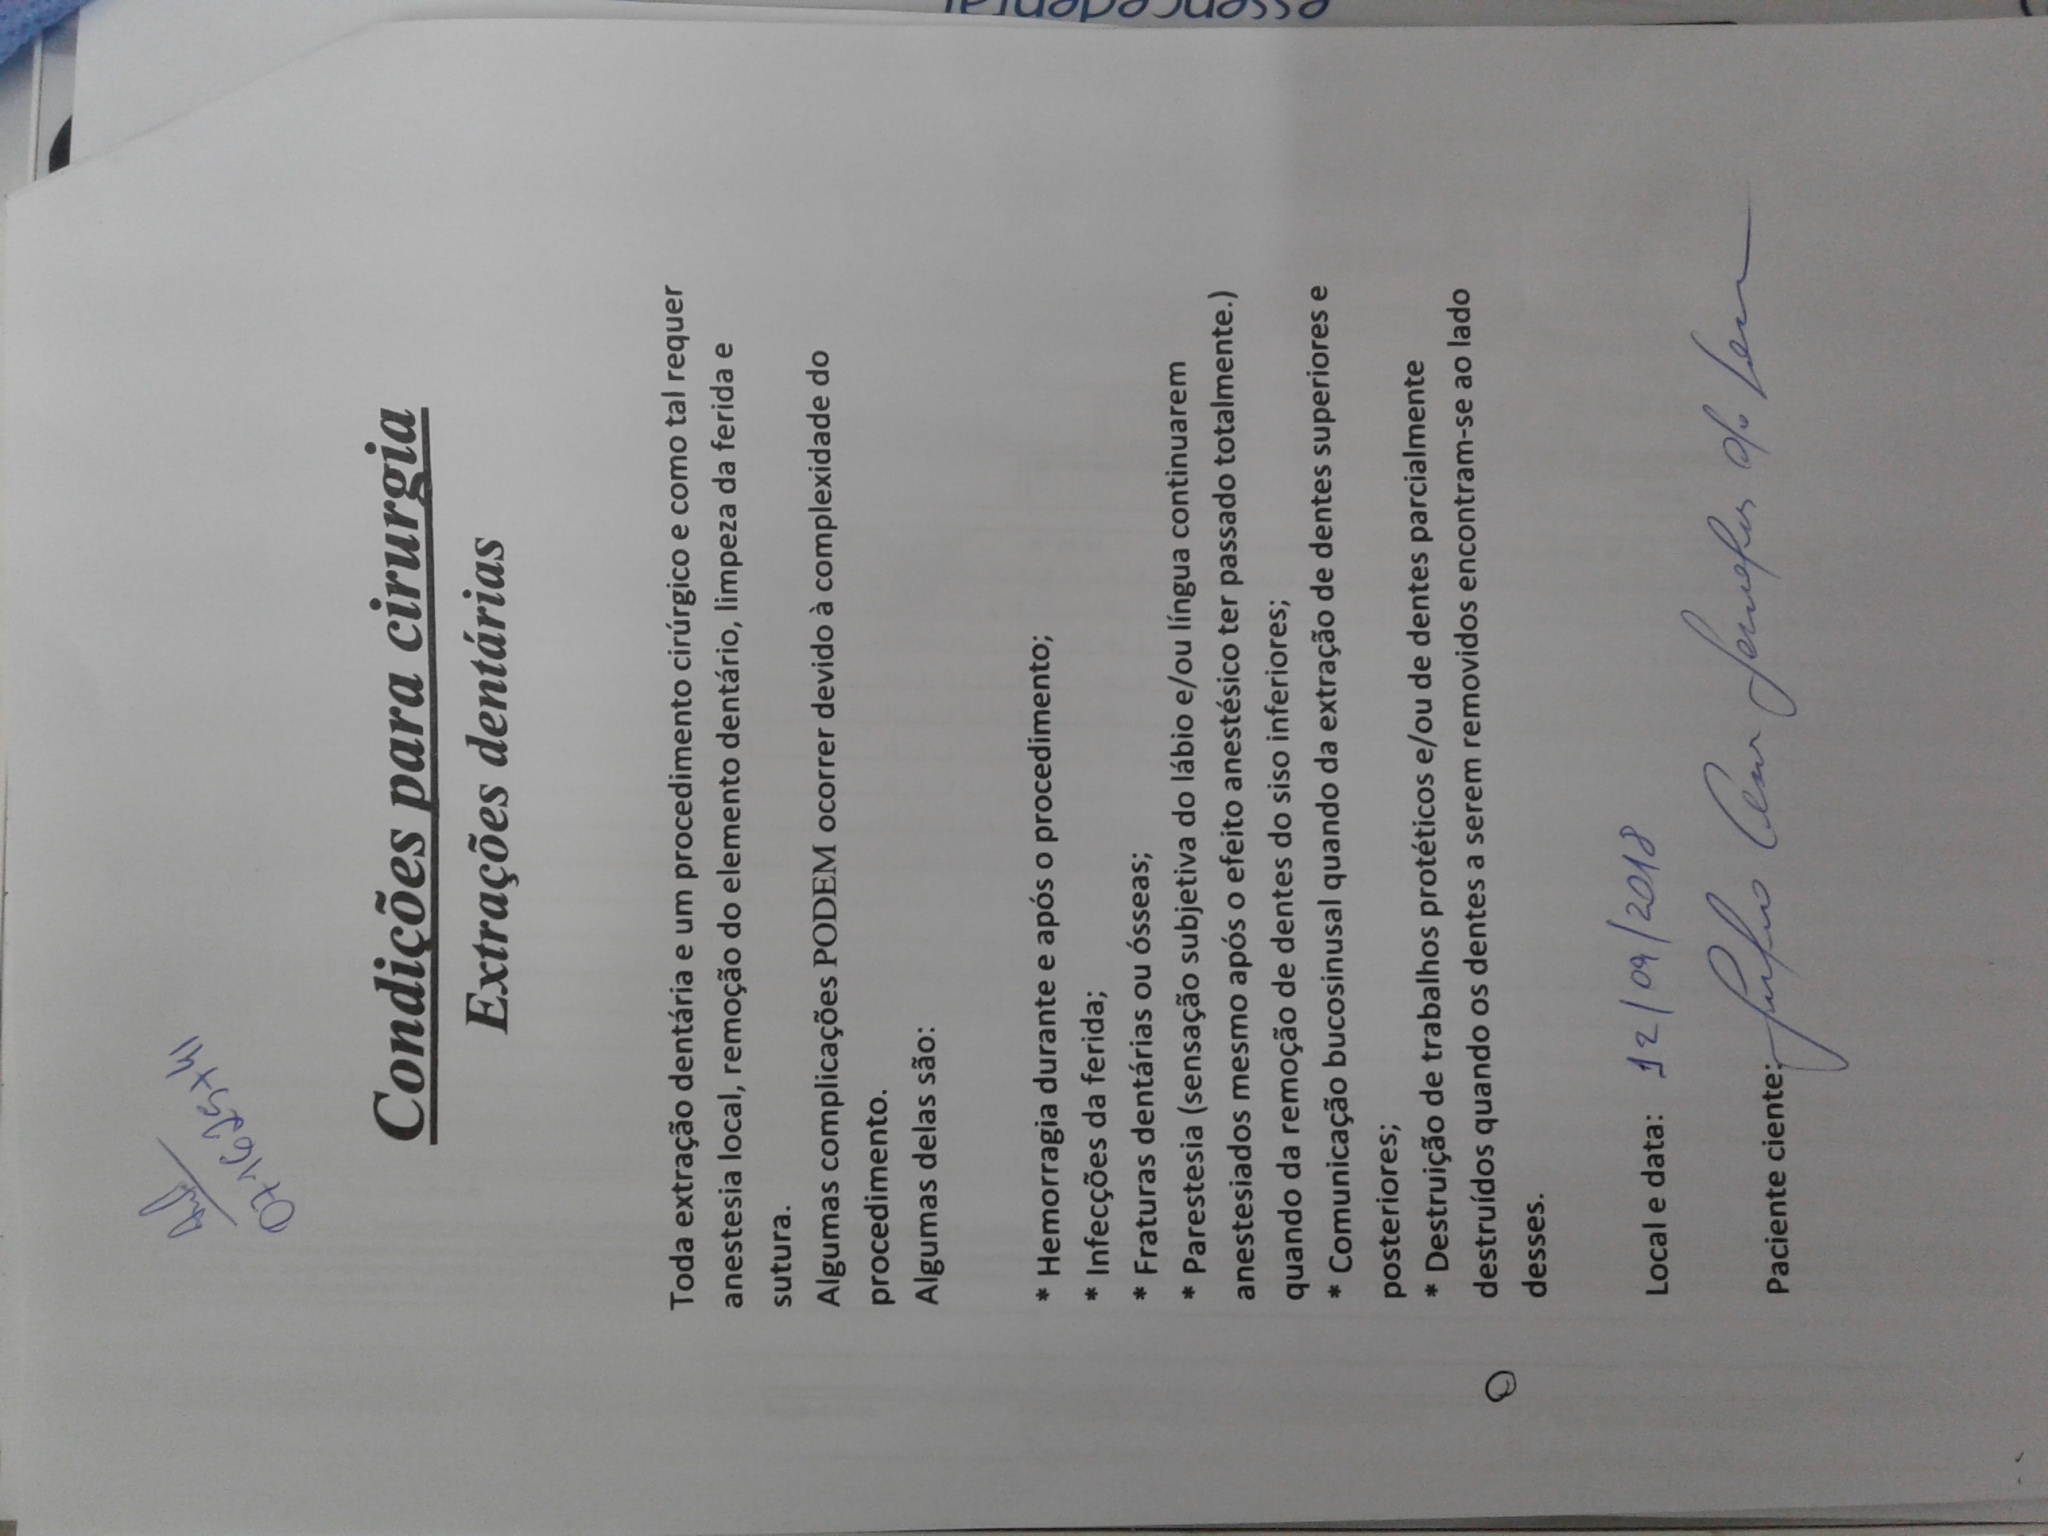 Condições para cirurgia
Extrações dentárias
Toda extração dentária e um procedimento cirúrgico e como tal requer
anestesia local, remoção do elemento dentário, limpeza da ferida e
sutura.
Algumas complicações PODEM ocorrer devido à complexidade do
procedimento.
Algumas delas são:
* Hemorragia durante e após o procedimento;
* Infecções da ferida;
* Fraturas dentárias ou ósseas;
* Parestesia (sensação subjetiva do lábio e/ou língua continuarem
anestesiados mesmo após o efeito anestésico ter passado totalmente.)
quando da remoção de dentes do siso inferiores;
* Comunicação bucosinusal quando da extração de dentes superiores e
posteriores;
* Destruição de trabalhos protéticos e/ou de dentes parcialmente
destruídos quando os dentes a serem removidos encontram-se ao lado
desses.
Local e data: 12/09/2018
Paciente ciente:
essencedental